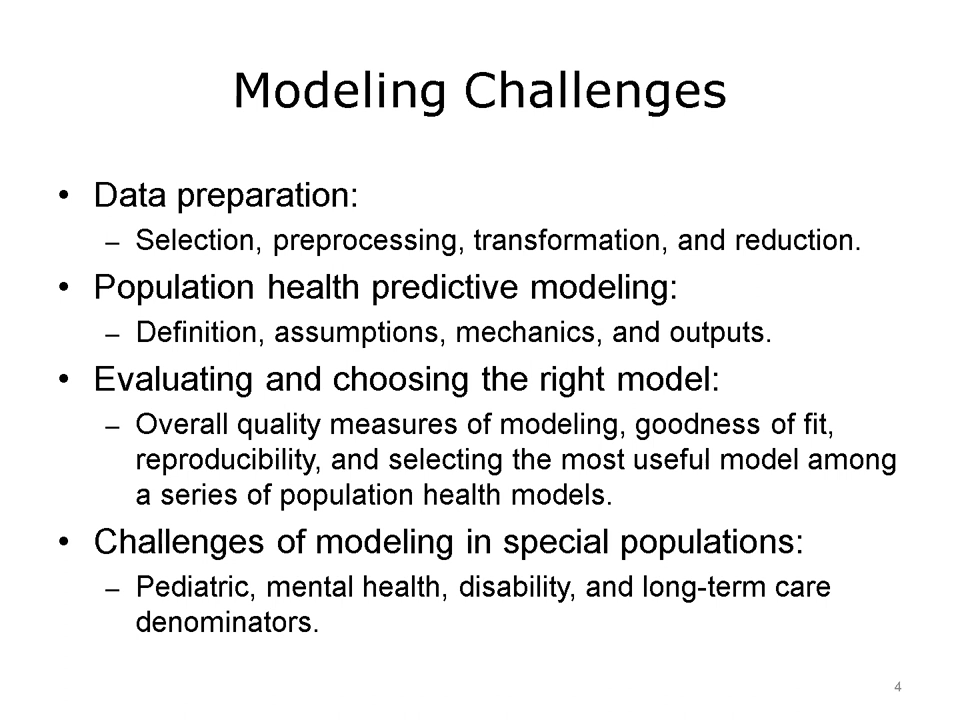 Modeling Challenges
• Data preparation:
– Selection, preprocessing, transformation, and reduction.
• Population health predictive modeling:
– Definition, assumptions, mechanics, and outputs.
• Evaluating and choosing the right model:
– Overall quality measures of modeling, goodness of fit,
reproducibility, and selecting the most useful model among
a series of population health models.
• Challenges of modeling in special populations:
– Pediatric, mental health, disability, and long-term care
denominators.
4